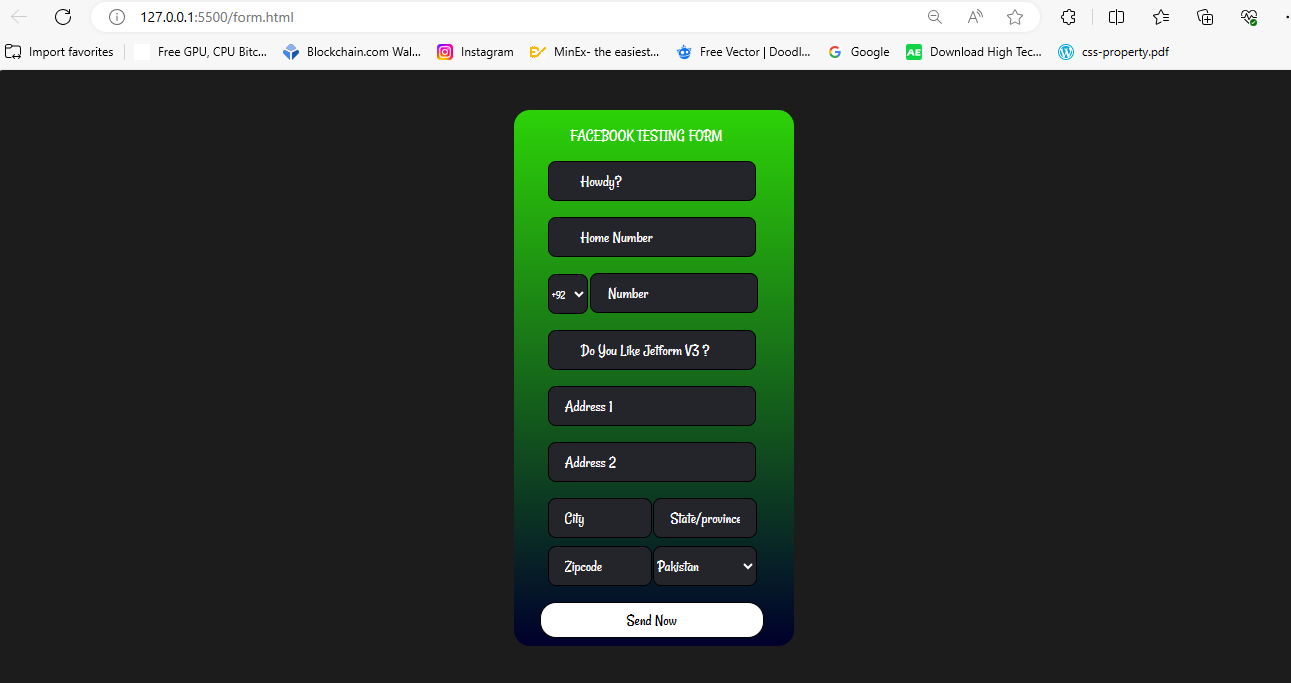 127.0.0.1:5500/form.html
Import favorites
Free GPU, CPU Bitc...
Blockchain.com Wal...
Instagram
MinEx- the easiest...
Free Vector | Doodl...
Google
AE
Download High Tec...
css-property.pdf
FACEBOOK TESTING FORM
Howdy?
Home Number
+92
Number
Do You Like Jetform V3 ?
Address 1
Address 2
City
State/province
Zipcode
Pakistan
Send Now